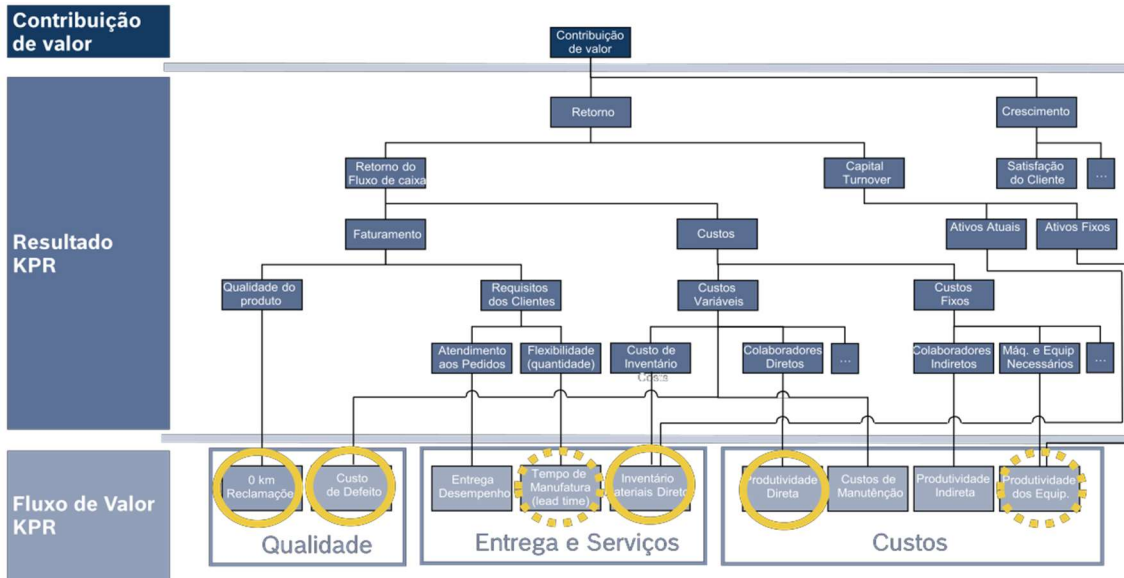 Contribuição
de valor
Contribuição
de valor
Retorno
Crescimento
Retorno do
Fluxo de caixa
Capital
Turnover
Satisfação
do Cliente
...
Resultado
KPR
Faturamento
Custos
Ativos Atuais
Ativos Fixos
Qualidade do
produto
Requisitos
dos Clientes
Custos
Variáveis
Custos
Fixos
Atendimento
aos Pedidos
Flexibilidade
(quantidade)
Custo de
Inventário
Colaboradores
Diretos
...
Colaboradores
Indiretos
Máq. e Equip
Necessários
...
Fluxo de Valor
KPR
0 km
Reclamaçõe
Custo
de Defeito
Entrega
Desempenho
Tempo de
Manufatura
(lead time)
Inventário
ateriais Direto
Produtividade
Direta
Custos de
Manutênção
Produtividade
Indireta
Produtividade
dos Equip.
Qualidade
Entrega e Serviços
Custos